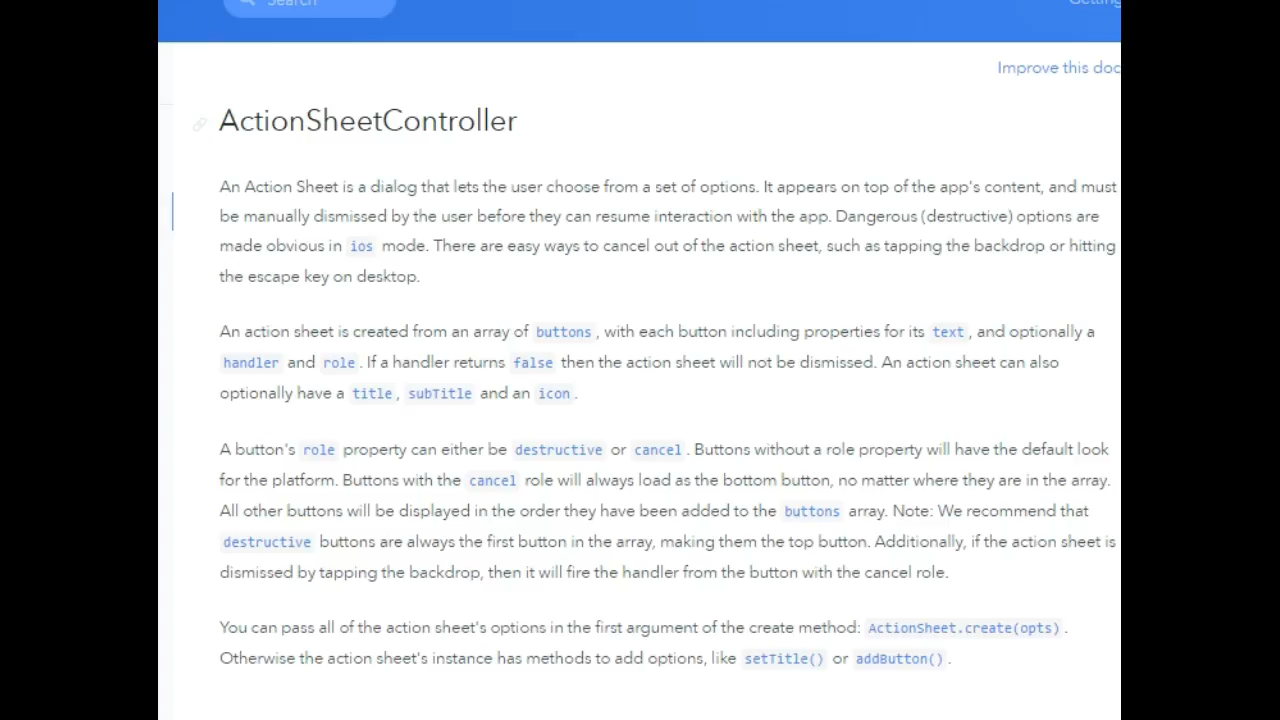 Search
Improve this doc
ActionSheetController
An Action Sheet is a dialog that lets the user choose from a set of options. It appears on top of the app's content, and must
be manually dismissed by the user before they can resume interaction with the app. Dangerous (destructive) options are
made obvious in ios mode. There are easy ways to cancel out of the action sheet, such as tapping the backdrop or hitting
the escape key on desktop.
An action sheet is created from an array of buttons, with each button including properties for its text, and optionally a
handler and role. If a handler returns false then the action sheet will not be dismissed. An action sheet can also
optionally have a title, subTitle and an icon.
A button's role property can either be destructive or cancel. Buttons without a role property will have the default look
for the platform. Buttons with the cancel role will always load as the bottom button, no matter where they are in the array.
All other buttons will be displayed in the order they have been added to the buttons array. Note: We recommend that
destructive buttons are always the first button in the array, making them the top button. Additionally, if the action sheet is
dismissed by tapping the backdrop, then it will fire the handler from the button with the cancel role.
You can pass all of the action sheet's options in the first argument of the create method: ActionSheet.create(opts).
Otherwise the action sheet's instance has methods to add options, like setTitle() or addButton().